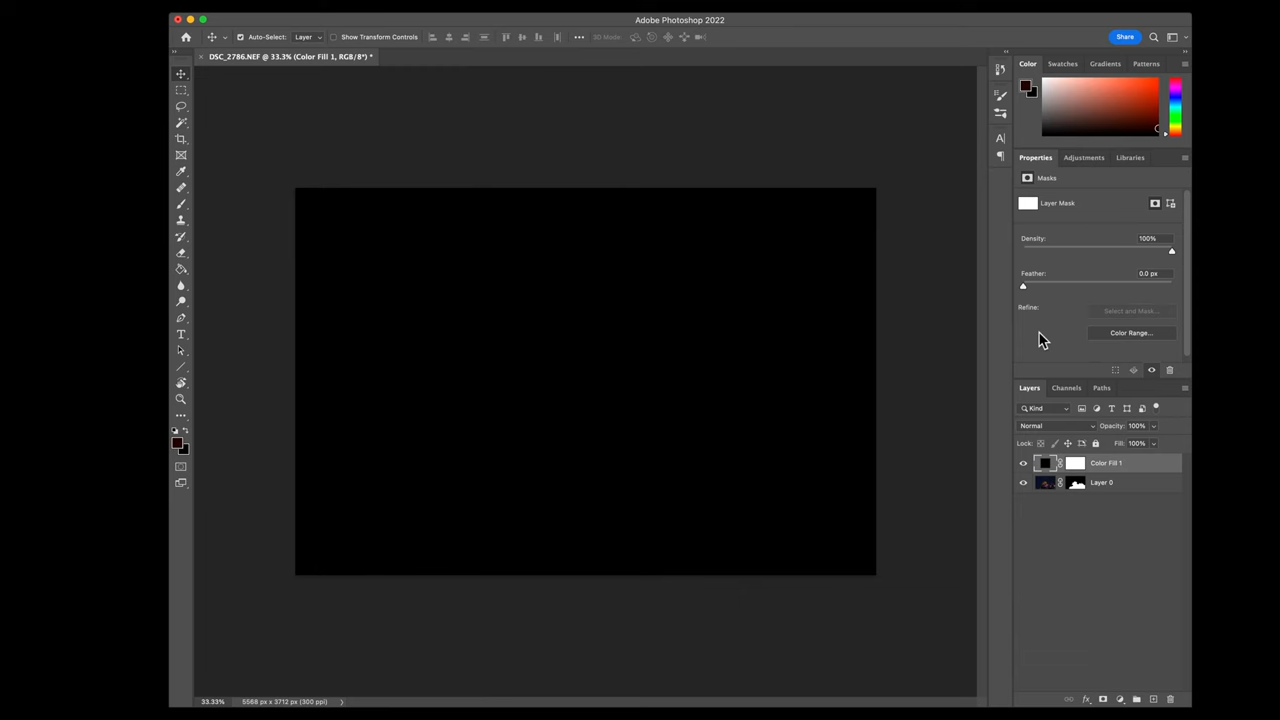 Adobe Photoshop 2022
Auto-Select: Layer Show Transform Controls 3D Mode: Share
DSC_2786.NEF @ 33.3% (Color Fill 1, RGB/8*) *
Color Swatches Gradients Patterns
Properties Adjustments Libraries
Masks
Layer Mask
Density: 100%
Feather: 0.0 px
Refine: Select and Mask...
Color Range...
Layers Channels Paths
Kind
Normal Opacity: 100%
Lock: Fill: 100%
Color Fill 1
Layer 0
fx
33.33% 5568 px x 3712 px (300 ppi)